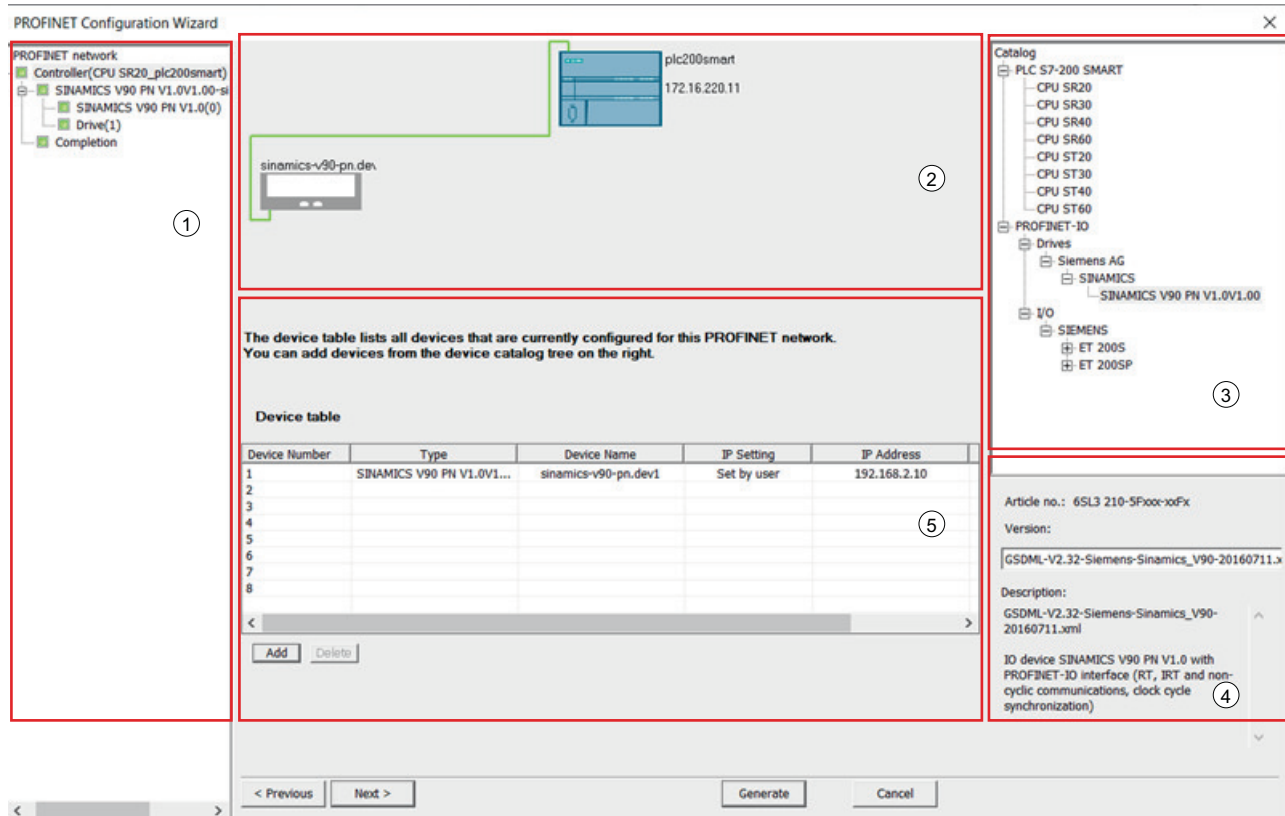 PROFINET Configuration Wizard
PROFINET network
Controller(CPU SR20_plc200smart)
SINAMICS V90 PN V1.0V1.00-si
SINAMICS V90 PN V1.0(0)
Drive(1)
Completion
1
plc200smart
172.16.220.11
sinamics-v90-pn.dev
2
Catalog
PLC S7-200 SMART
CPU SR20
CPU SR30
CPU SR40
CPU SR60
CPU ST20
CPU ST30
CPU ST40
CPU ST60
PROFINET-IO
Drives
Siemens AG
SINAMICS
SINAMICS V90 PN V1.0V1.00
I/O
SIEMENS
ET 200S
ET 200SP
3
The device table lists all devices that are currently configured for this PROFINET network.
You can add devices from the device catalog tree on the right.
Device table
Device Number Type Device Name IP Setting IP Address
1 SINAMICS V90 PN V1.0V1... sinamics-v90-pn.dev1 Set by user 192.168.2.10
2
3
4
5
6
7
8
5
Add Delete
Article no.: 6SL3 210-5Fxxx-xxFx
Version:
GSDML-V2.32-Siemens-Sinamics_V90-20160711.x
Description:
GSDML-V2.32-Siemens-Sinamics_V90-
20160711.xml
IO device SINAMICS V90 PN V1.0 with
PROFINET-IO interface (RT, IRT and non-
cyclic communications, clock cycle
synchronization)
4
< Previous Next > Generate Cancel